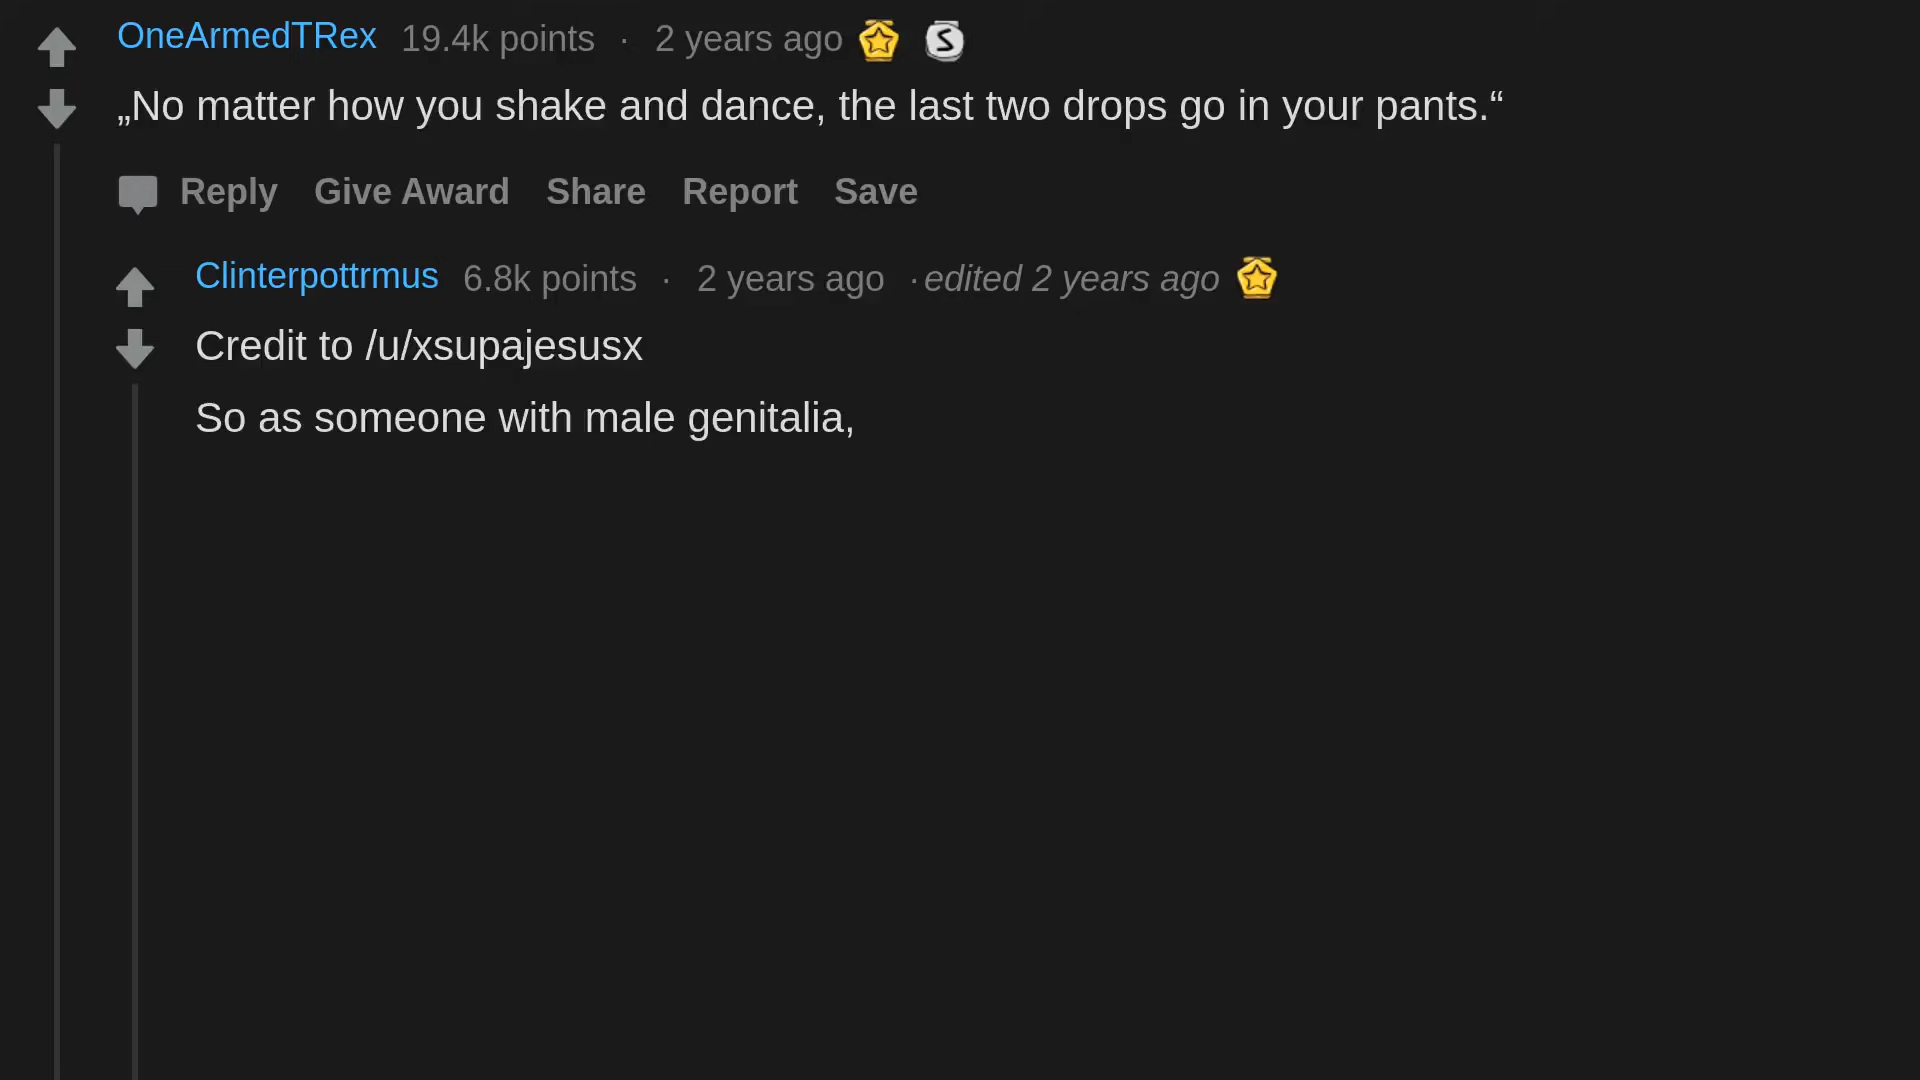 OneArmedTRex 19.4k points · 2 years ago
„No matter how you shake and dance, the last two drops go in your pants.“
Reply Give Award Share Report Save
Clinterpottrmus 6.8k points · 2 years ago · edited 2 years ago
Credit to /u/xsupajesusx
So as someone with male genitalia,